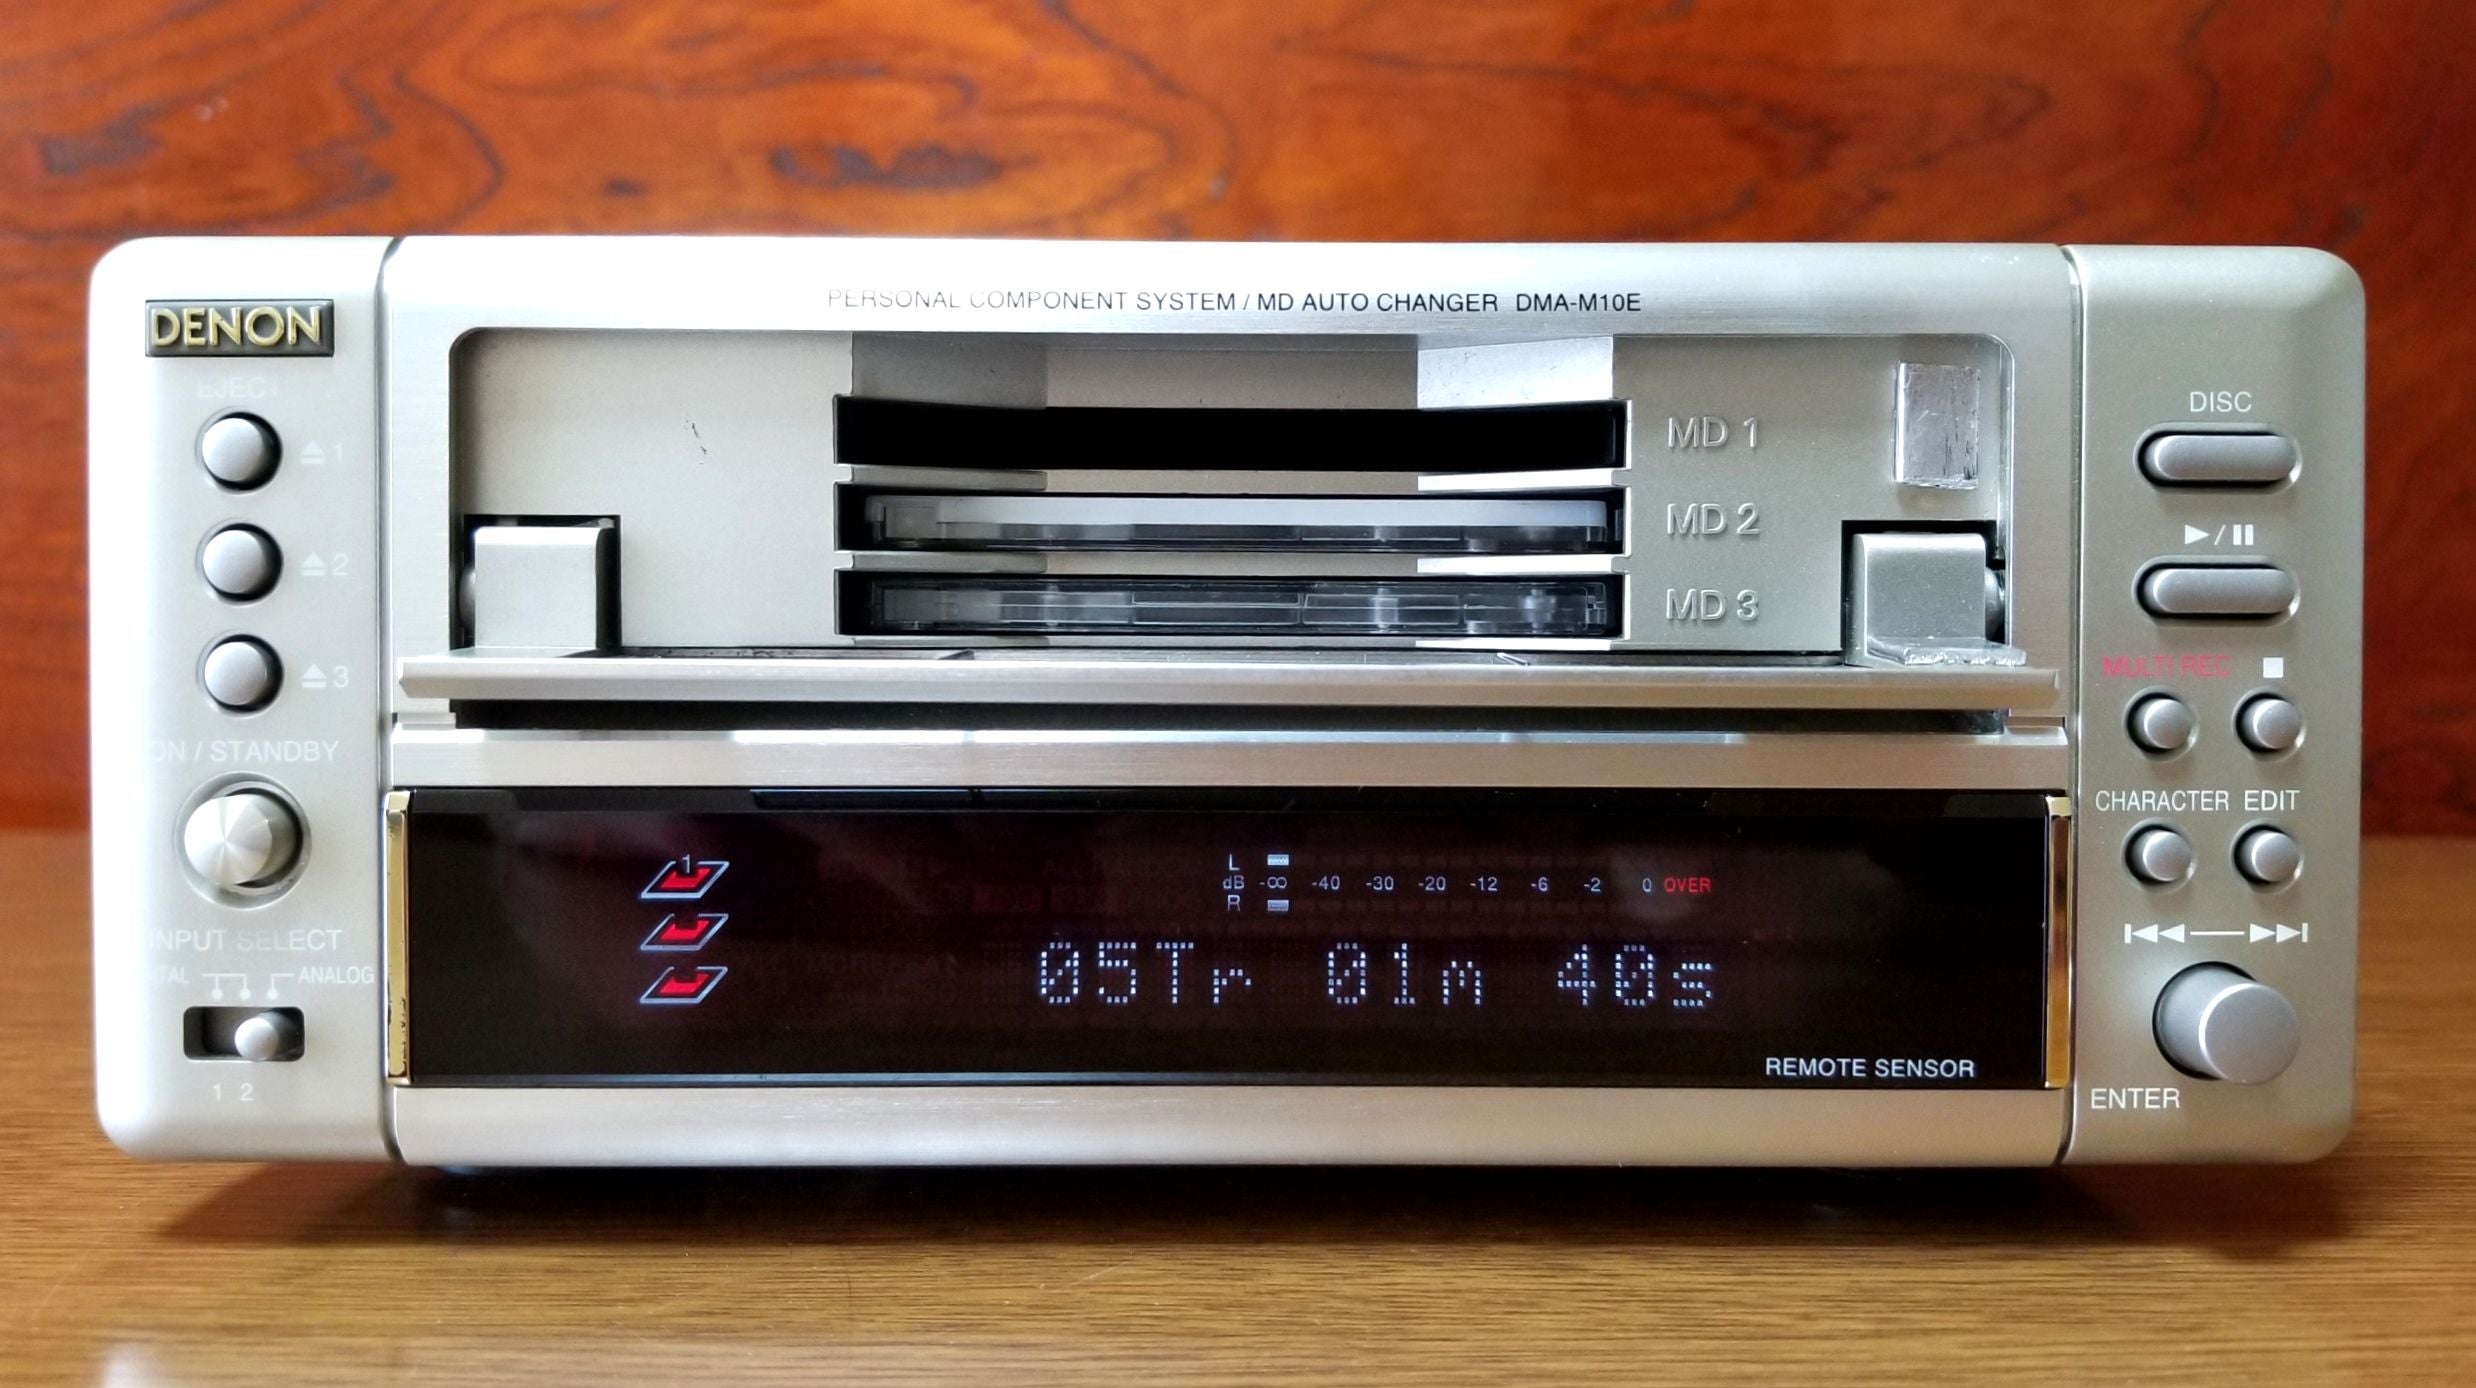 PERSONAL COMPONENT SYSTEM / MD AUTO CHANGER DMA-M10E
DENON
EJECT
⏏ 1
⏏ 2
⏏ 3
ON / STANDBY
INPUT SELECT
ANALOG
1 2
MD 1
MD 2
MD 3
1
L
dB -∞ -40 -30 -20 -12 -6 -2 0 OVER
R
05Tr 01m 40s
REMOTE SENSOR
DISC
►/❚❚
MULTI REC ■
CHARACTER EDIT
|◄◄ — ►►|
ENTER